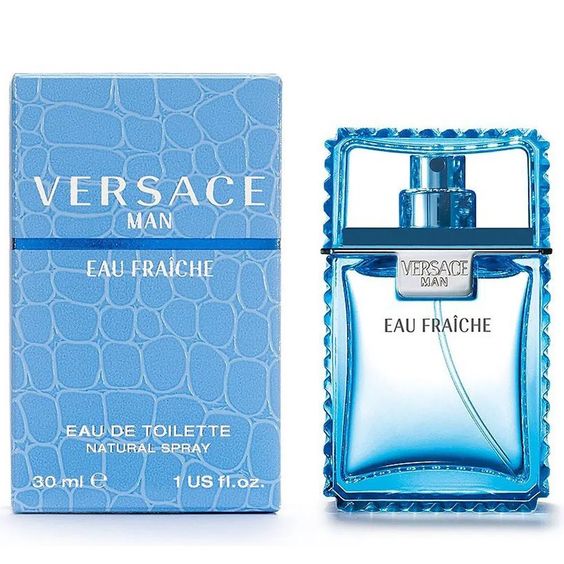 VERSACE
MAN
EAU FRAÎCHE
EAU DE TOILETTE
NATURAL SPRAY
30 ml ℮ 1 US fl.oz.
VERSACE
MAN
EAU FRAÎCHE